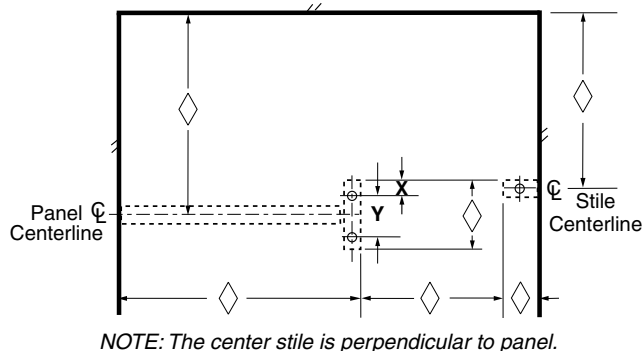 X
℄
Panel
Centerline
Y
℄
Stile
Centerline
NOTE: The center stile is perpendicular to panel.